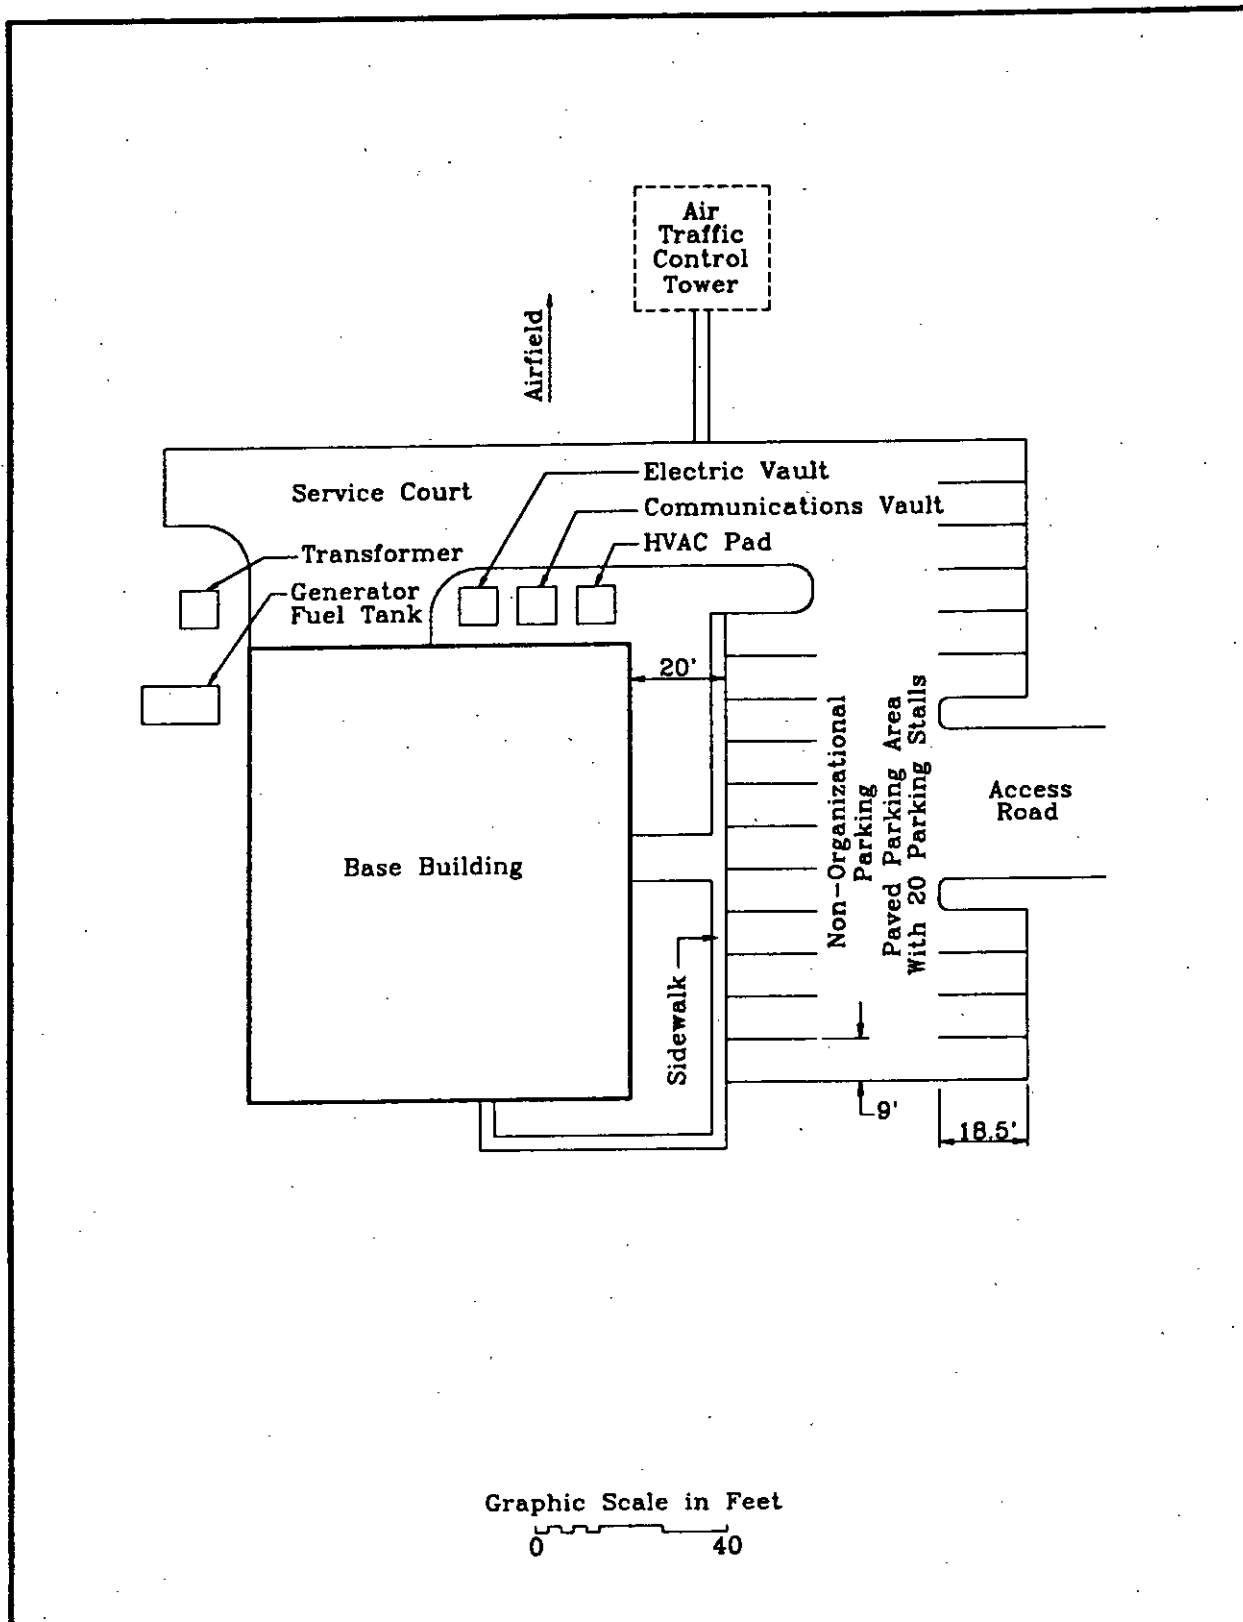 Air
Traffic
Control
Tower
Airfield
Electric Vault
Service Court
Communications Vault
HVAC Pad
Transformer
Generator
Fuel Tank
20'
Non-Organizational
Parking
Paved Parking Area
With 20 Parking Stalls
Access
Road
Base Building
Sidewalk
9'
18.5'
Graphic Scale in Feet
0 40